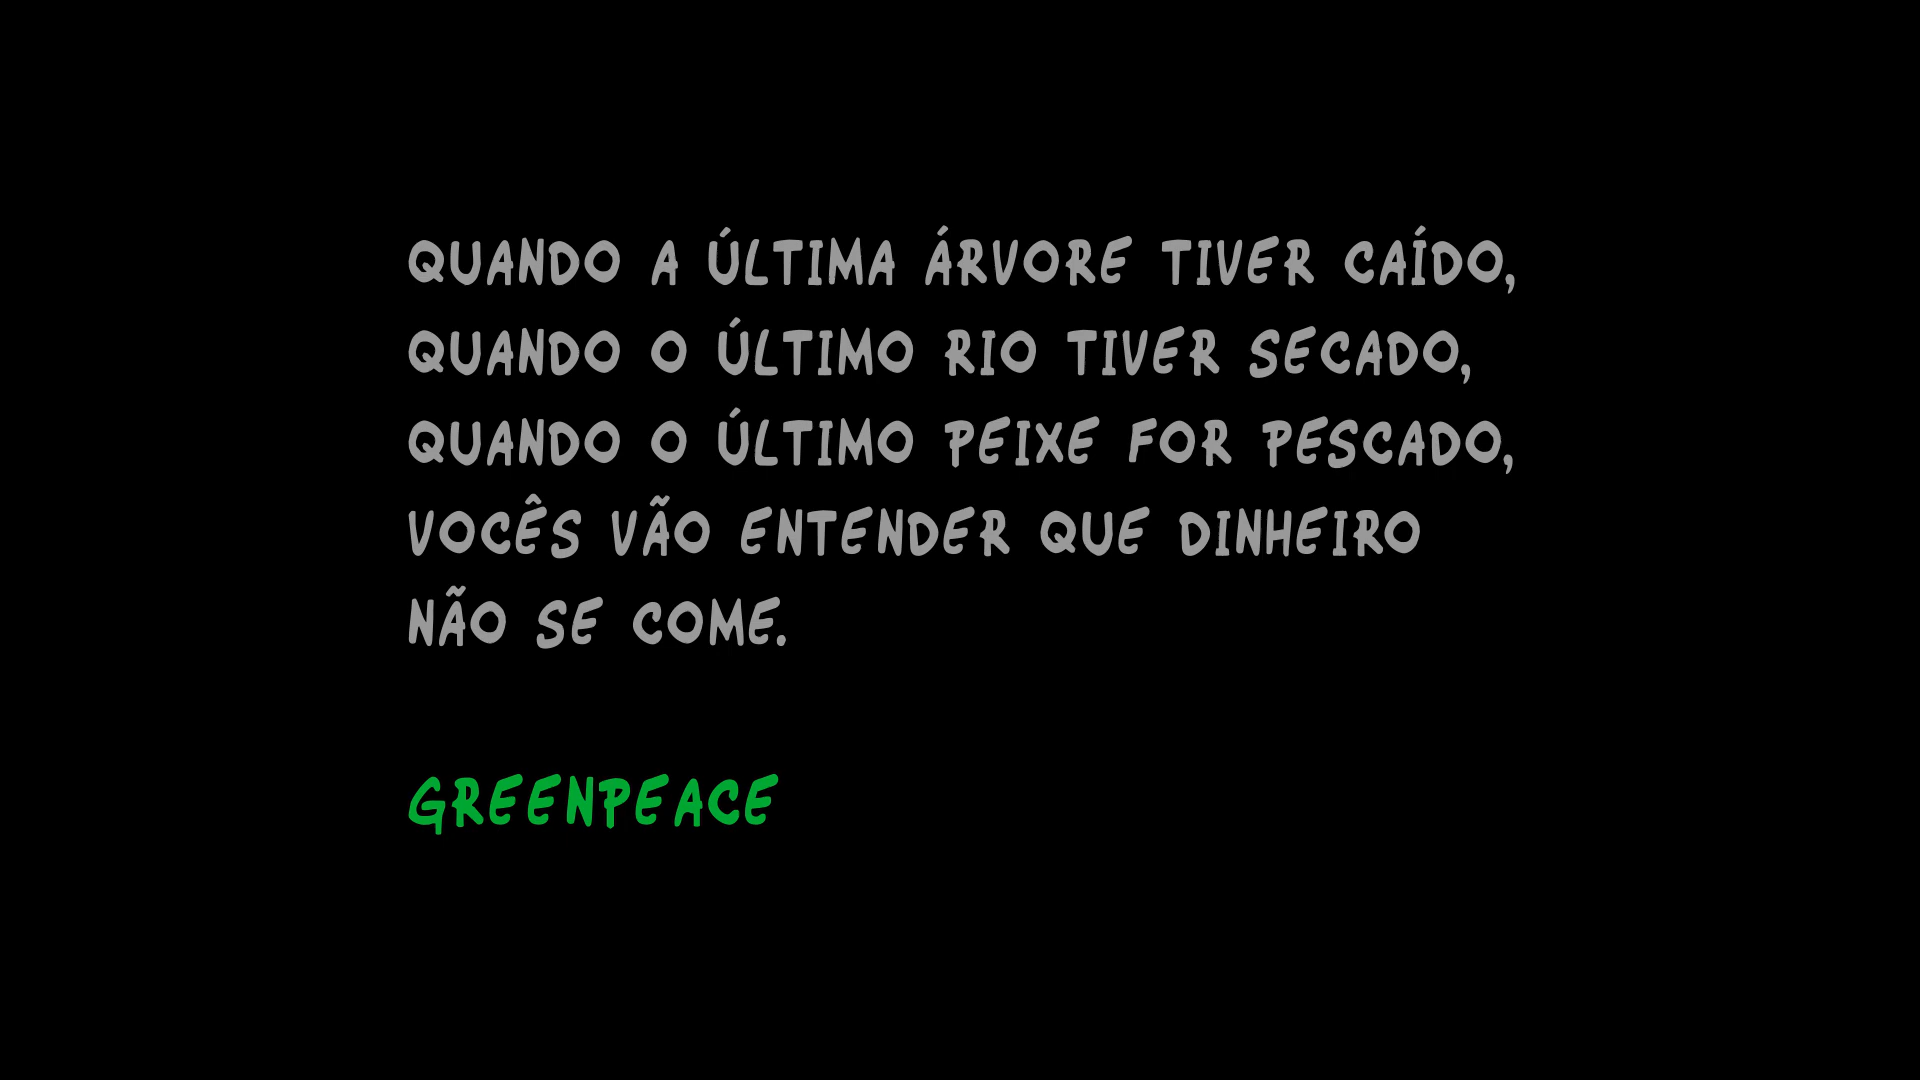 QUANDO A ÚLTIMA ÁRVORE TIVER CAÍDO,
QUANDO O ÚLTIMO RIO TIVER SECADO,
QUANDO O ÚLTIMO PEIXE FOR PESCADO,
VOCÊS VÃO ENTENDER QUE DINHEIRO
NÃO SE COME.
GREENPEACE